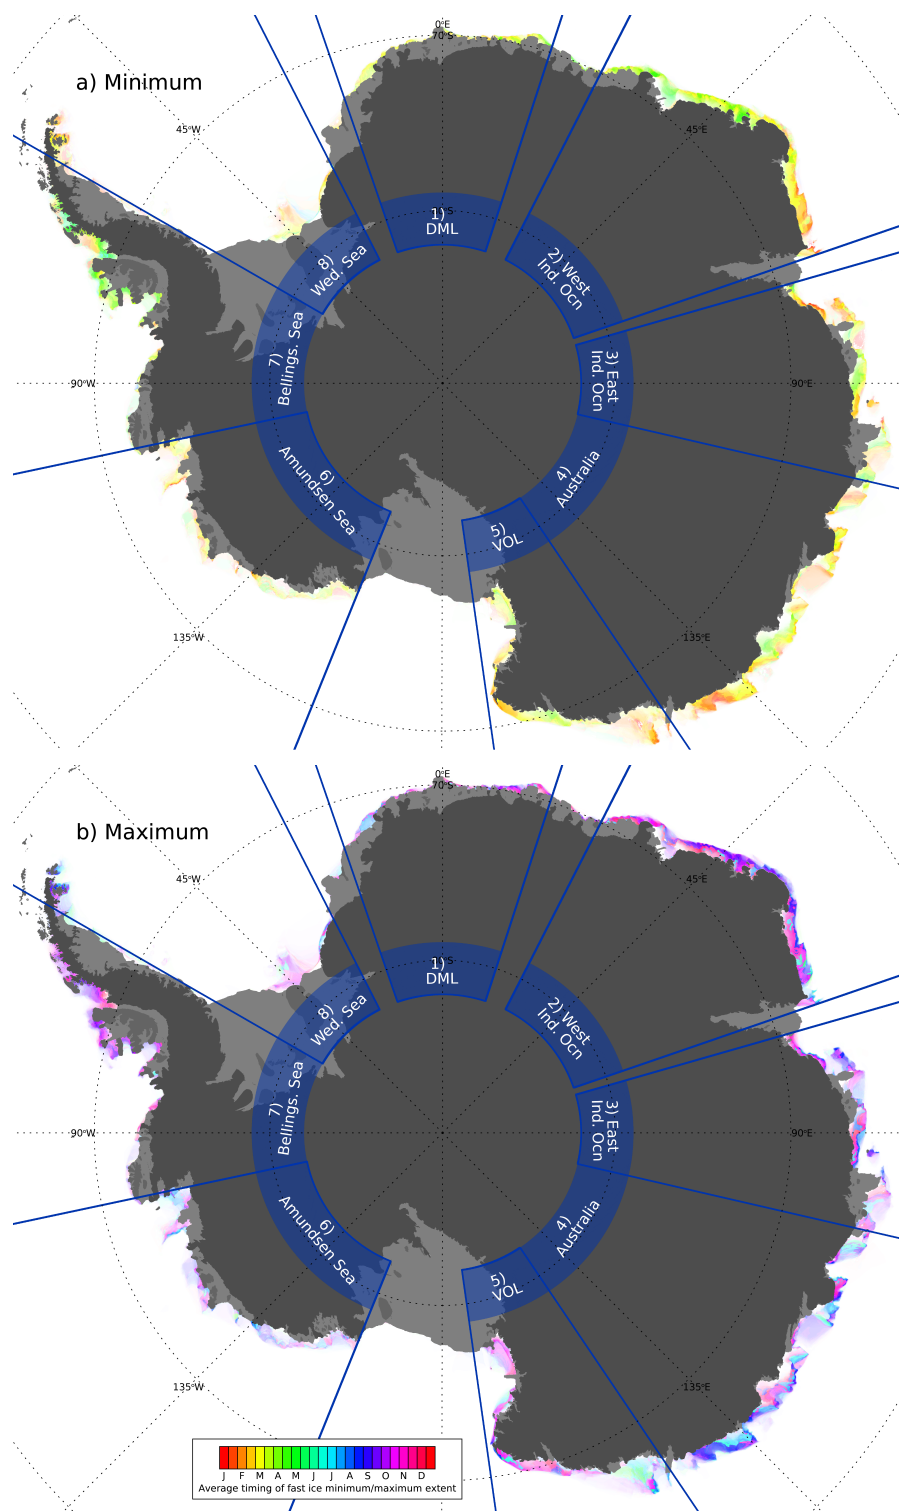 0°E
70°S
a) Minimum
45°W
45°E
1)
DML
2) West
Ind. Ocn
8)
Wed. Sea
7)
Bellings. Sea
3) East
Ind. Ocn
90°W
90°E
6)
Amundsen Sea
4)
Australia
5)
VOL
135°W
135°E
0°E
70°S
b) Maximum
45°W
45°E
1)
DML
2) West
Ind. Ocn
8)
Wed. Sea
7)
Bellings. Sea
3) East
Ind. Ocn
90°W
90°E
6)
Amundsen Sea
4)
Australia
5)
VOL
135°W
135°E
J F M A M J J A S O N D
Average timing of fast ice minimum/maximum extent